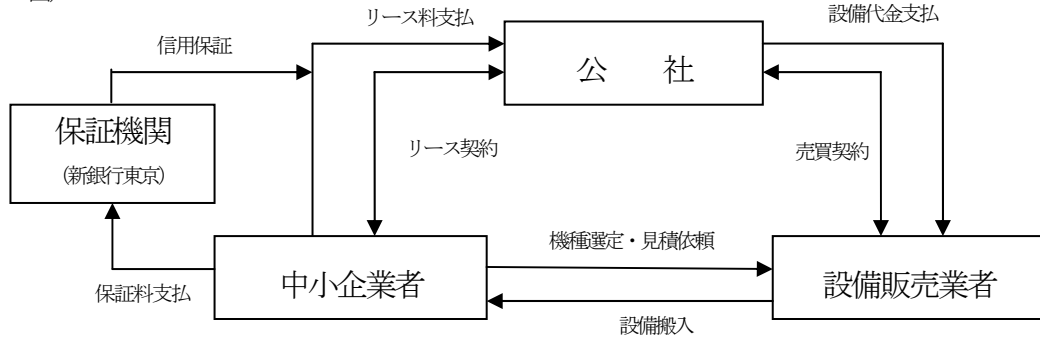 リース料支払
設備代金支払
信用保証
公　　社
保証機関
(新銀行東京)
リース契約
売買契約
機種選定・見積依頼
中小企業者
設備販売業者
保証料支払
設備搬入